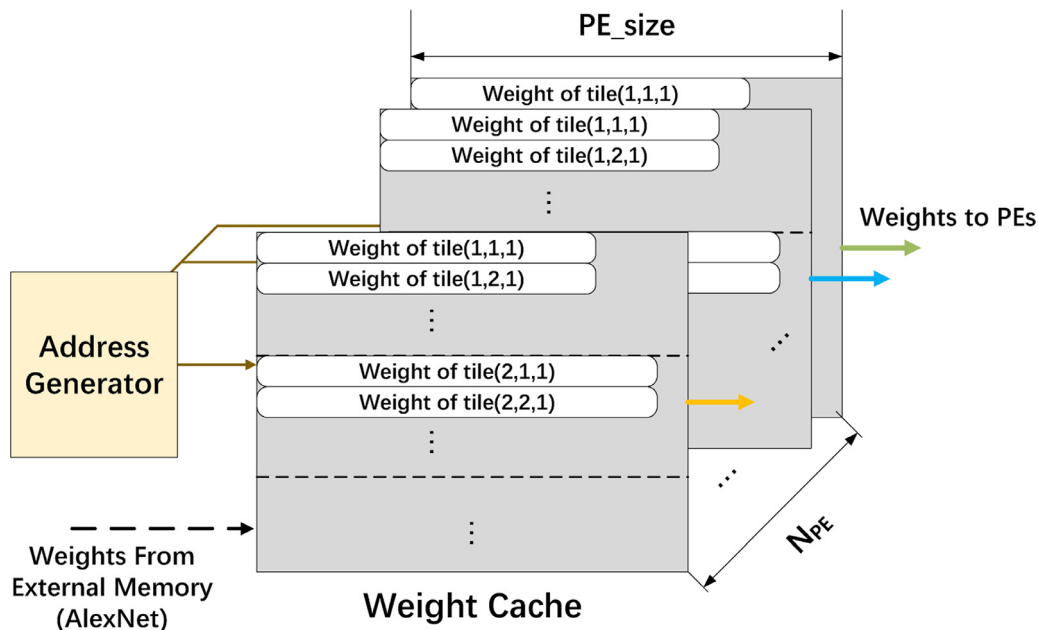 PE_size
Weight of tile(1,1,1)
Weight of tile(1,1,1)
Weight of tile(1,2,1)
⋮
Weights to PEs
Weight of tile(1,1,1)
Weight of tile(1,2,1)
⋮
Address
Generator
Weight of tile(2,1,1)
Weight of tile(2,2,1)
⋮
...
...
NPE
⋮
Weights From
External Memory
(AlexNet)
Weight Cache